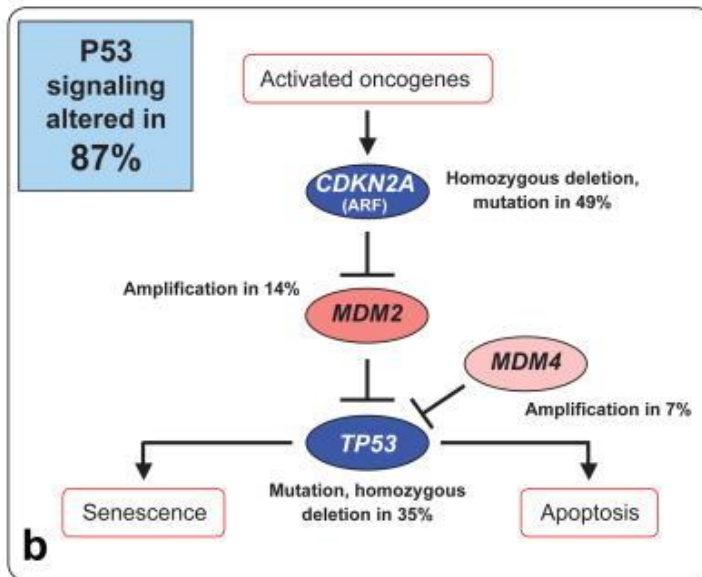 P53
signaling
altered in
87%
Activated oncogenes
CDKN2A
(ARF)
Homozygous deletion,
mutation in 49%
Amplification in 14%
MDM2
MDM4
Amplification in 7%
TP53
Mutation, homozygous
deletion in 35%
Senescence
Apoptosis
b